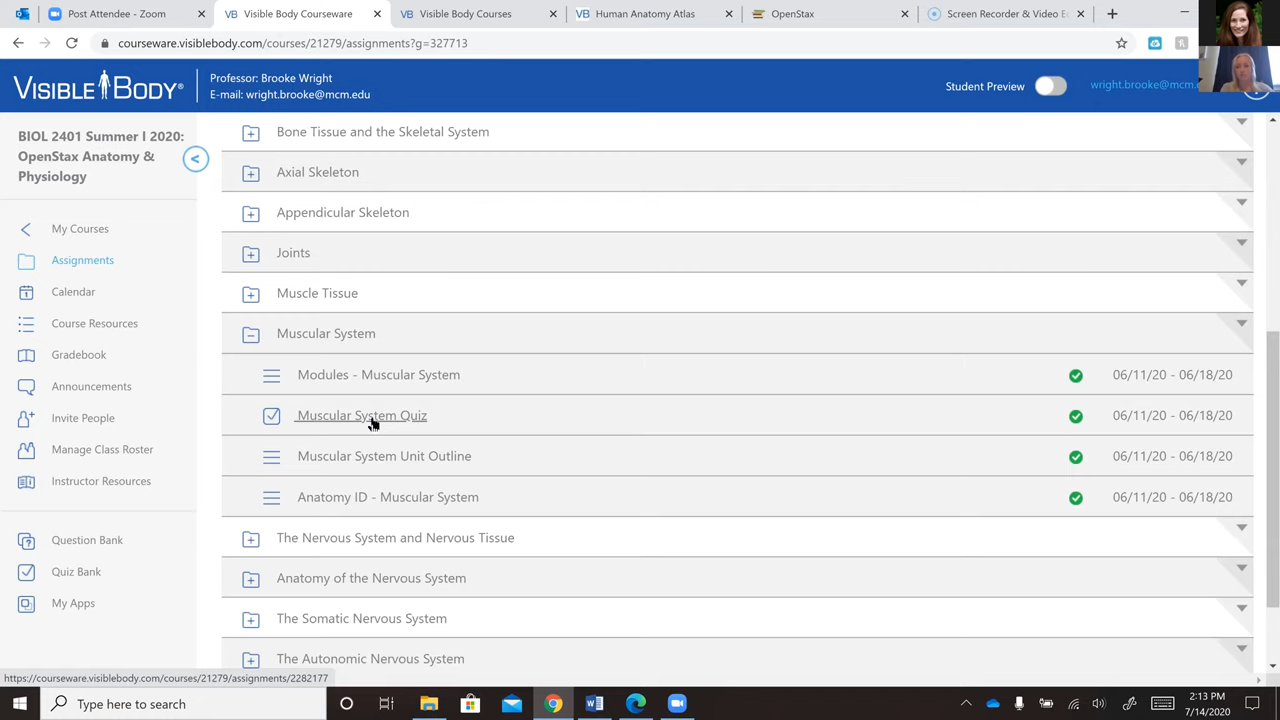 Post Attendee - Zoom
Visible Body Courseware
Visible Body Courses
Human Anatomy Atlas
OpenStax
Screen Recorder & Video E
courseware.visiblebody.com/courses/21279/assignments?g=327713
VISIBLE BODY®
Professor: Brooke Wright
E-mail: wright.brooke@mcm.edu
Student Preview
wright.brooke@mcm.e
BIOL 2401 Summer I 2020:
OpenStax Anatomy &
Physiology
<
My Courses
Assignments
Calendar
Course Resources
Gradebook
Announcements
Invite People
Manage Class Roster
Instructor Resources
Question Bank
Quiz Bank
My Apps
Bone Tissue and the Skeletal System
Axial Skeleton
Appendicular Skeleton
Joints
Muscle Tissue
Muscular System
Modules - Muscular System 06/11/20 - 06/18/20
Muscular System Quiz 06/11/20 - 06/18/20
Muscular System Unit Outline 06/11/20 - 06/18/20
Anatomy ID - Muscular System 06/11/20 - 06/18/20
The Nervous System and Nervous Tissue
Anatomy of the Nervous System
The Somatic Nervous System
The Autonomic Nervous System
https://courseware.visiblebody.com/courses/21279/assignments/2282177
Type here to search
2:13 PM
7/14/2020